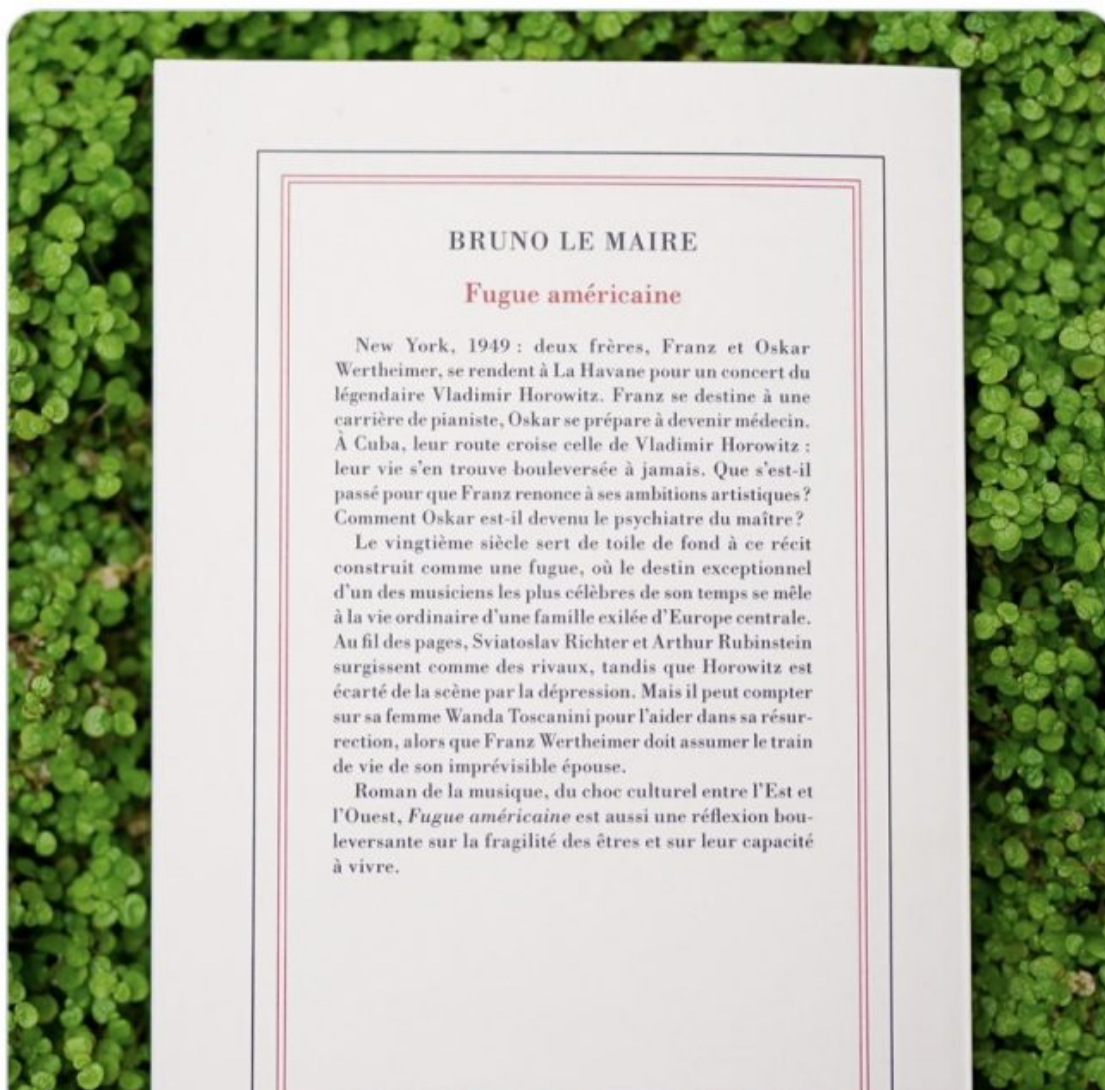 BRUNO LE MAIRE
Fugue américaine
New York, 1949 : deux frères, Franz et Oskar
Wertheimer, se rendent à La Havane pour un concert du
légendaire Vladimir Horowitz. Franz se destine à une
carrière de pianiste, Oskar se prépare à devenir médecin.
À Cuba, leur route croise celle de Vladimir Horowitz :
leur vie s'en trouve bouleversée à jamais. Que s'est-il
passé pour que Franz renonce à ses ambitions artistiques ?
Comment Oskar est-il devenu le psychiatre du maître ?
Le vingtième siècle sert de toile de fond à ce récit
construit comme une fugue, où le destin exceptionnel
d'un des musiciens les plus célèbres de son temps se mêle
à la vie ordinaire d'une famille exilée d'Europe centrale.
Au fil des pages, Sviatoslav Richter et Arthur Rubinstein
surgissent comme des rivaux, tandis que Horowitz est
écarté de la scène par la dépression. Mais il peut compter
sur sa femme Wanda Toscanini pour l'aider dans sa résur-
rection, alors que Franz Wertheimer doit assumer le train
de vie de son imprévisible épouse.
Roman de la musique, du choc culturel entre l'Est et
l'Ouest, Fugue américaine est aussi une réflexion bou-
leversante sur la fragilité des êtres et sur leur capacité
à vivre.